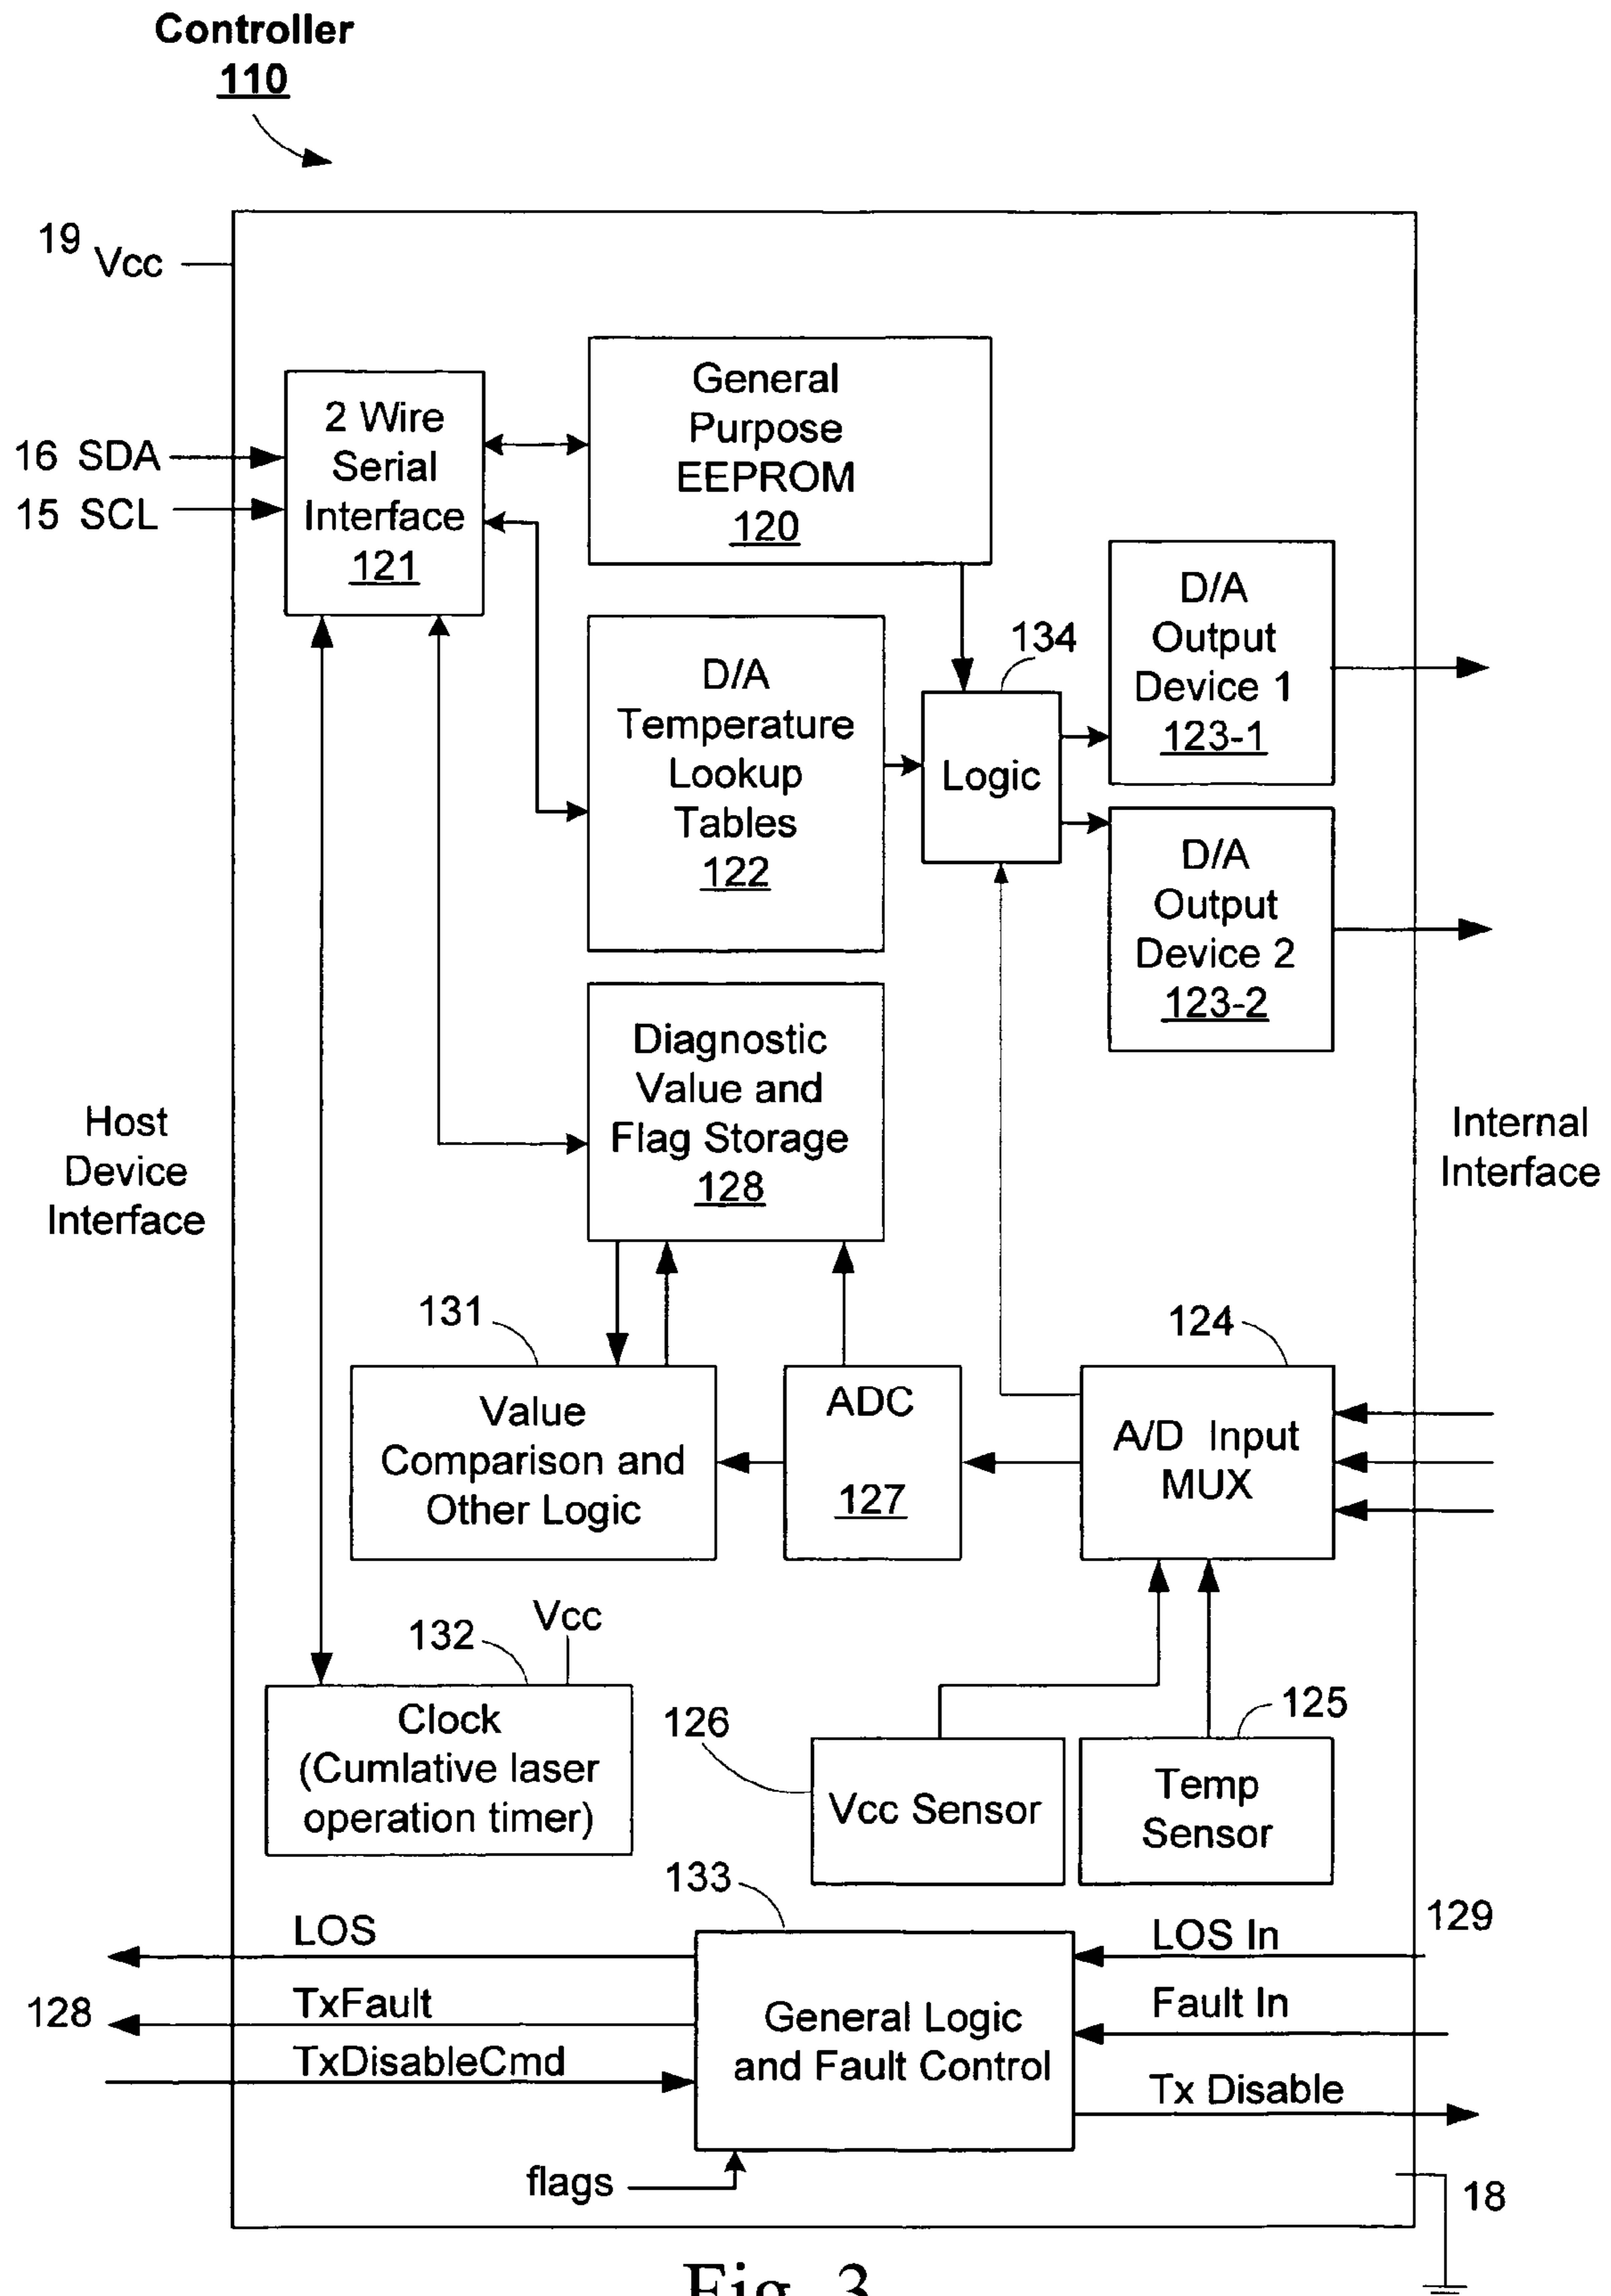 Controller
110
19
Vcc
General
Purpose
EEPROM
120
2 Wire
Serial
Interface
121
16 SDA
15 SCL
D/A
Output
Device 1
123-1
134
D/A
Temperature
Lookup
Tables
122
Logic
D/A
Output
Device 2
123-2
Diagnostic
Value and
Flag Storage
128
Host
Device
Interface
Internal
Interface
131
124
Value
Comparison and
Other Logic
ADC
127
A/D Input
MUX
132
Vcc
Clock
(Cumlative laser
operation timer)
126
125
Vcc Sensor
Temp
Sensor
133
129
LOS
LOS In
128
TxFault
General Logic
and Fault Control
Fault In
TxDisableCmd
Tx Disable
flags
18
Fig. 3